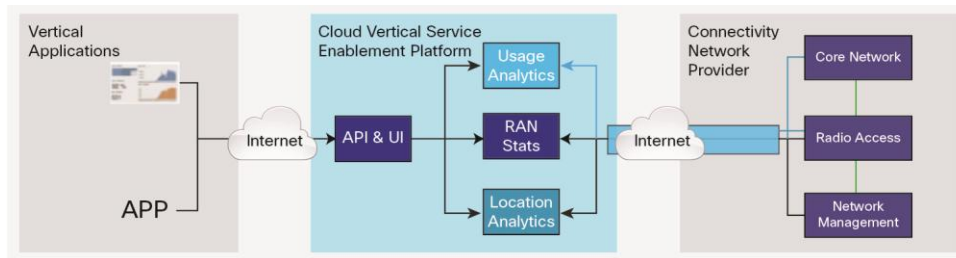 Vertical
Applications
APP
Internet
Cloud Vertical Service
Enablement Platform
API & UI
Usage
Analytics
RAN
Stats
Location
Analytics
Internet
Connectivity
Network
Provider
Core Network
Radio Access
Network
Management